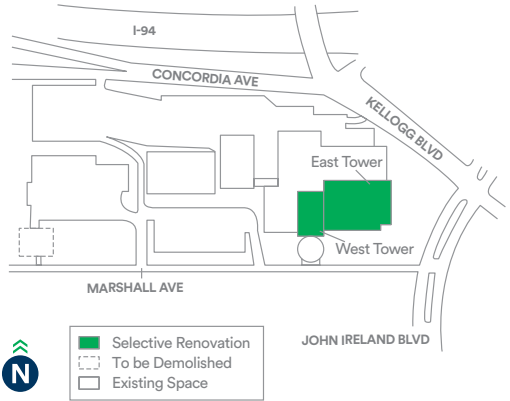 I-94
CONCORDIA AVE
KELLOGG BLVD
East Tower
West Tower
MARSHALL AVE
JOHN IRELAND BLVD
N
Selective Renovation
To be Demolished
Existing Space